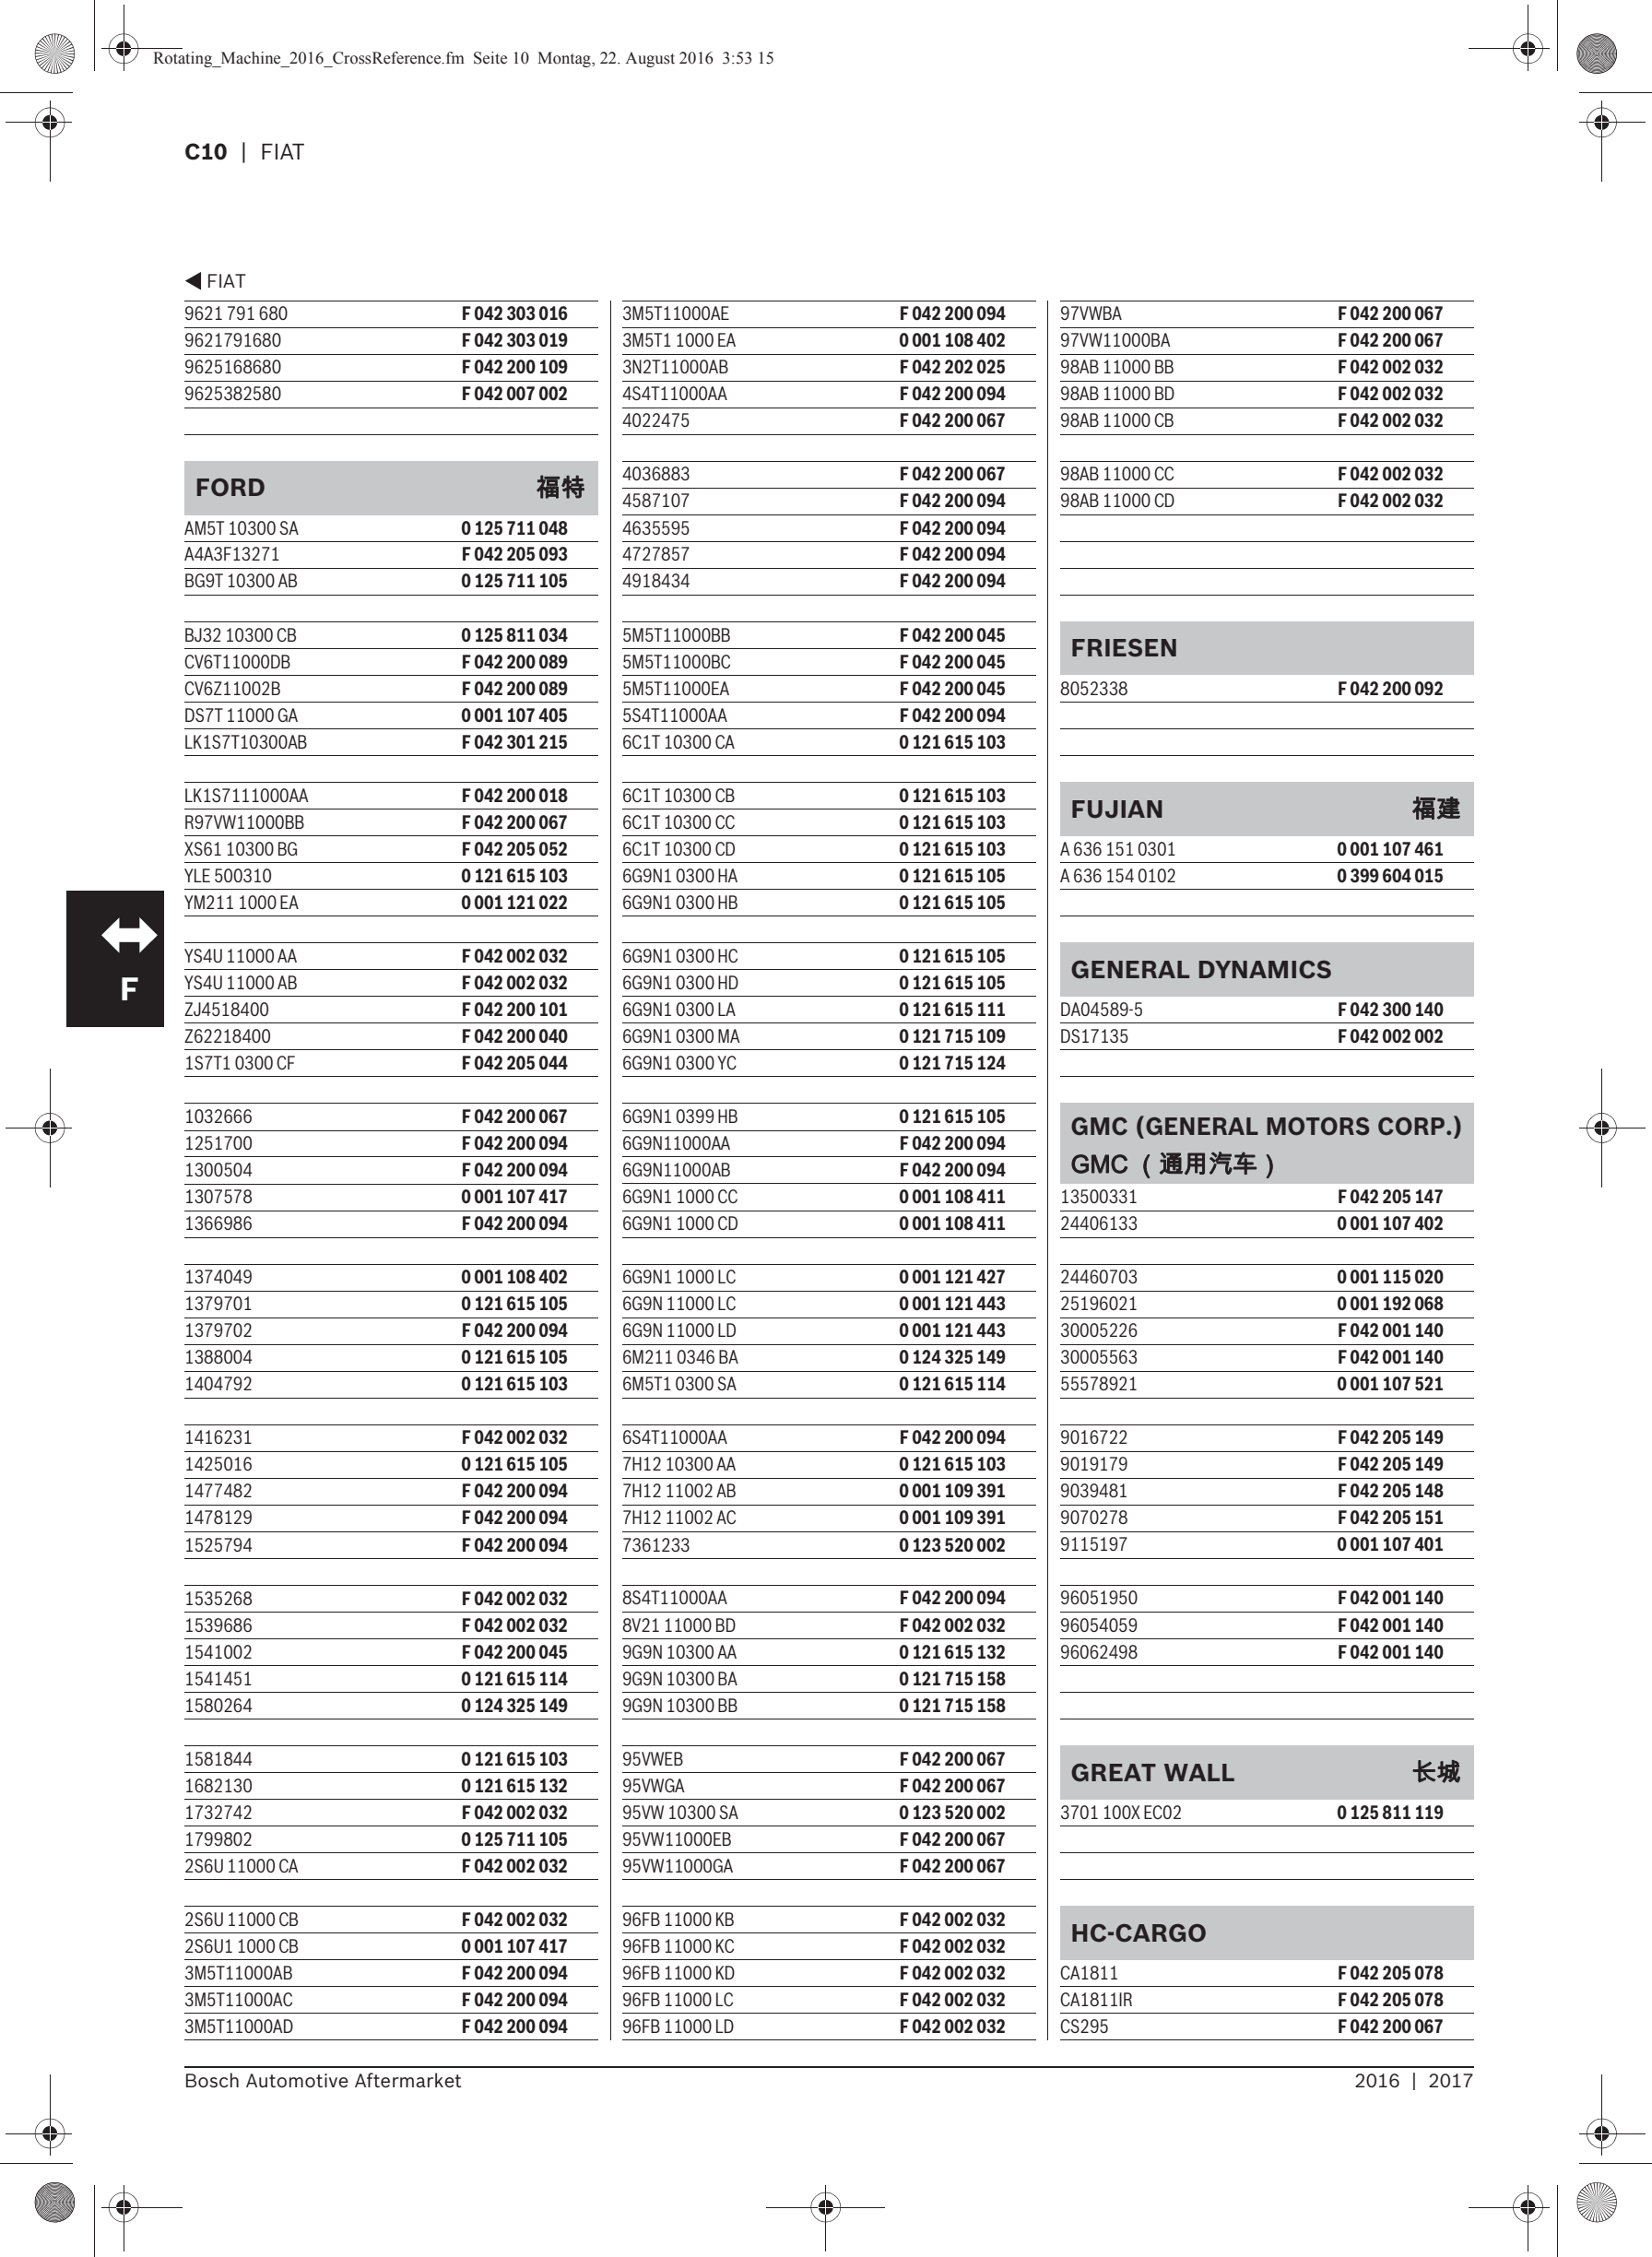 Rotating_Machine_2016_CrossReference.fm Seite 10 Montag, 22. August 2016 3:53 15
C10 | FIAT
◀ FIAT
9621 791 680 F 042 303 016
9621791680 F 042 303 019
9625168680 F 042 200 109
9625382580 F 042 007 002
FORD 福特
AM5T 10300 SA 0 125 711 048
A4A3F13271 F 042 205 093
BG9T 10300 AB 0 125 711 105
BJ32 10300 CB 0 125 811 034
CV6T11000DB F 042 200 089
CV6Z11002B F 042 200 089
DS7T 11000 GA 0 001 107 405
LK1S7T10300AB F 042 301 215
LK1S7111000AA F 042 200 018
R97VW11000BB F 042 200 067
XS61 10300 BG F 042 205 052
YLE 500310 0 121 615 103
YM211 1000 EA 0 001 121 022
YS4U 11000 AA F 042 002 032
YS4U 11000 AB F 042 002 032
ZJ4518400 F 042 200 101
Z62218400 F 042 200 040
1S7T1 0300 CF F 042 205 044
1032666 F 042 200 067
1251700 F 042 200 094
1300504 F 042 200 094
1307578 0 001 107 417
1366986 F 042 200 094
1374049 0 001 108 402
1379701 0 121 615 105
1379702 F 042 200 094
1388004 0 121 615 105
1404792 0 121 615 103
1416231 F 042 002 032
1425016 0 121 615 105
1477482 F 042 200 094
1478129 F 042 200 094
1525794 F 042 200 094
1535268 F 042 002 032
1539686 F 042 002 032
1541002 F 042 200 045
1541451 0 121 615 114
1580264 0 124 325 149
1581844 0 121 615 103
1682130 0 121 615 132
1732742 F 042 002 032
1799802 0 125 711 105
2S6U 11000 CA F 042 002 032
2S6U 11000 CB F 042 002 032
2S6U1 1000 CB 0 001 107 417
3M5T11000AB F 042 200 094
3M5T11000AC F 042 200 094
3M5T11000AD F 042 200 094
3M5T11000AE F 042 200 094
3M5T1 1000 EA 0 001 108 402
3N2T11000AB F 042 202 025
4S4T11000AA F 042 200 094
4022475 F 042 200 067
4036883 F 042 200 067
4587107 F 042 200 094
4635595 F 042 200 094
4727857 F 042 200 094
4918434 F 042 200 094
5M5T11000BB F 042 200 045
5M5T11000BC F 042 200 045
5M5T11000EA F 042 200 045
5S4T11000AA F 042 200 094
6C1T 10300 CA 0 121 615 103
6C1T 10300 CB 0 121 615 103
6C1T 10300 CC 0 121 615 103
6C1T 10300 CD 0 121 615 103
6G9N1 0300 HA 0 121 615 105
6G9N1 0300 HB 0 121 615 105
6G9N1 0300 HC 0 121 615 105
6G9N1 0300 HD 0 121 615 105
6G9N1 0300 LA 0 121 615 111
6G9N1 0300 MA 0 121 715 109
6G9N1 0300 YC 0 121 715 124
6G9N1 0399 HB 0 121 615 105
6G9N11000AA F 042 200 094
6G9N11000AB F 042 200 094
6G9N1 1000 CC 0 001 108 411
6G9N1 1000 CD 0 001 108 411
6G9N1 1000 LC 0 001 121 427
6G9N 11000 LC 0 001 121 443
6G9N 11000 LD 0 001 121 443
6M211 0346 BA 0 124 325 149
6M5T1 0300 SA 0 121 615 114
6S4T11000AA F 042 200 094
7H12 10300 AA 0 121 615 103
7H12 11002 AB 0 001 109 391
7H12 11002 AC 0 001 109 391
7361233 0 123 520 002
8S4T11000AA F 042 200 094
8V21 11000 BD F 042 002 032
9G9N 10300 AA 0 121 615 132
9G9N 10300 BA 0 121 715 158
9G9N 10300 BB 0 121 715 158
95VWEB F 042 200 067
95VWGA F 042 200 067
95VW 10300 SA 0 123 520 002
95VW11000EB F 042 200 067
95VW11000GA F 042 200 067
96FB 11000 KB F 042 002 032
96FB 11000 KC F 042 002 032
96FB 11000 KD F 042 002 032
96FB 11000 LC F 042 002 032
96FB 11000 LD F 042 002 032
97VWBA F 042 200 067
97VW11000BA F 042 200 067
98AB 11000 BB F 042 002 032
98AB 11000 BD F 042 002 032
98AB 11000 CB F 042 002 032
98AB 11000 CC F 042 002 032
98AB 11000 CD F 042 002 032
FRIESEN
8052338 F 042 200 092
FUJIAN 福建
A 636 151 0301 0 001 107 461
A 636 154 0102 0 399 604 015
GENERAL DYNAMICS
DA04589-5 F 042 300 140
DS17135 F 042 002 002
GMC (GENERAL MOTORS CORP.)
GMC （通用汽车）
13500331 F 042 205 147
24406133 0 001 107 402
24460703 0 001 115 020
25196021 0 001 192 068
30005226 F 042 001 140
30005563 F 042 001 140
55578921 0 001 107 521
9016722 F 042 205 149
9019179 F 042 205 149
9039481 F 042 205 148
9070278 F 042 205 151
9115197 0 001 107 401
96051950 F 042 001 140
96054059 F 042 001 140
96062498 F 042 001 140
GREAT WALL 长城
3701 100X EC02 0 125 811 119
HC-CARGO
CA1811 F 042 205 078
CA1811IR F 042 205 078
CS295 F 042 200 067
F
Bosch Automotive Aftermarket 2016 | 2017